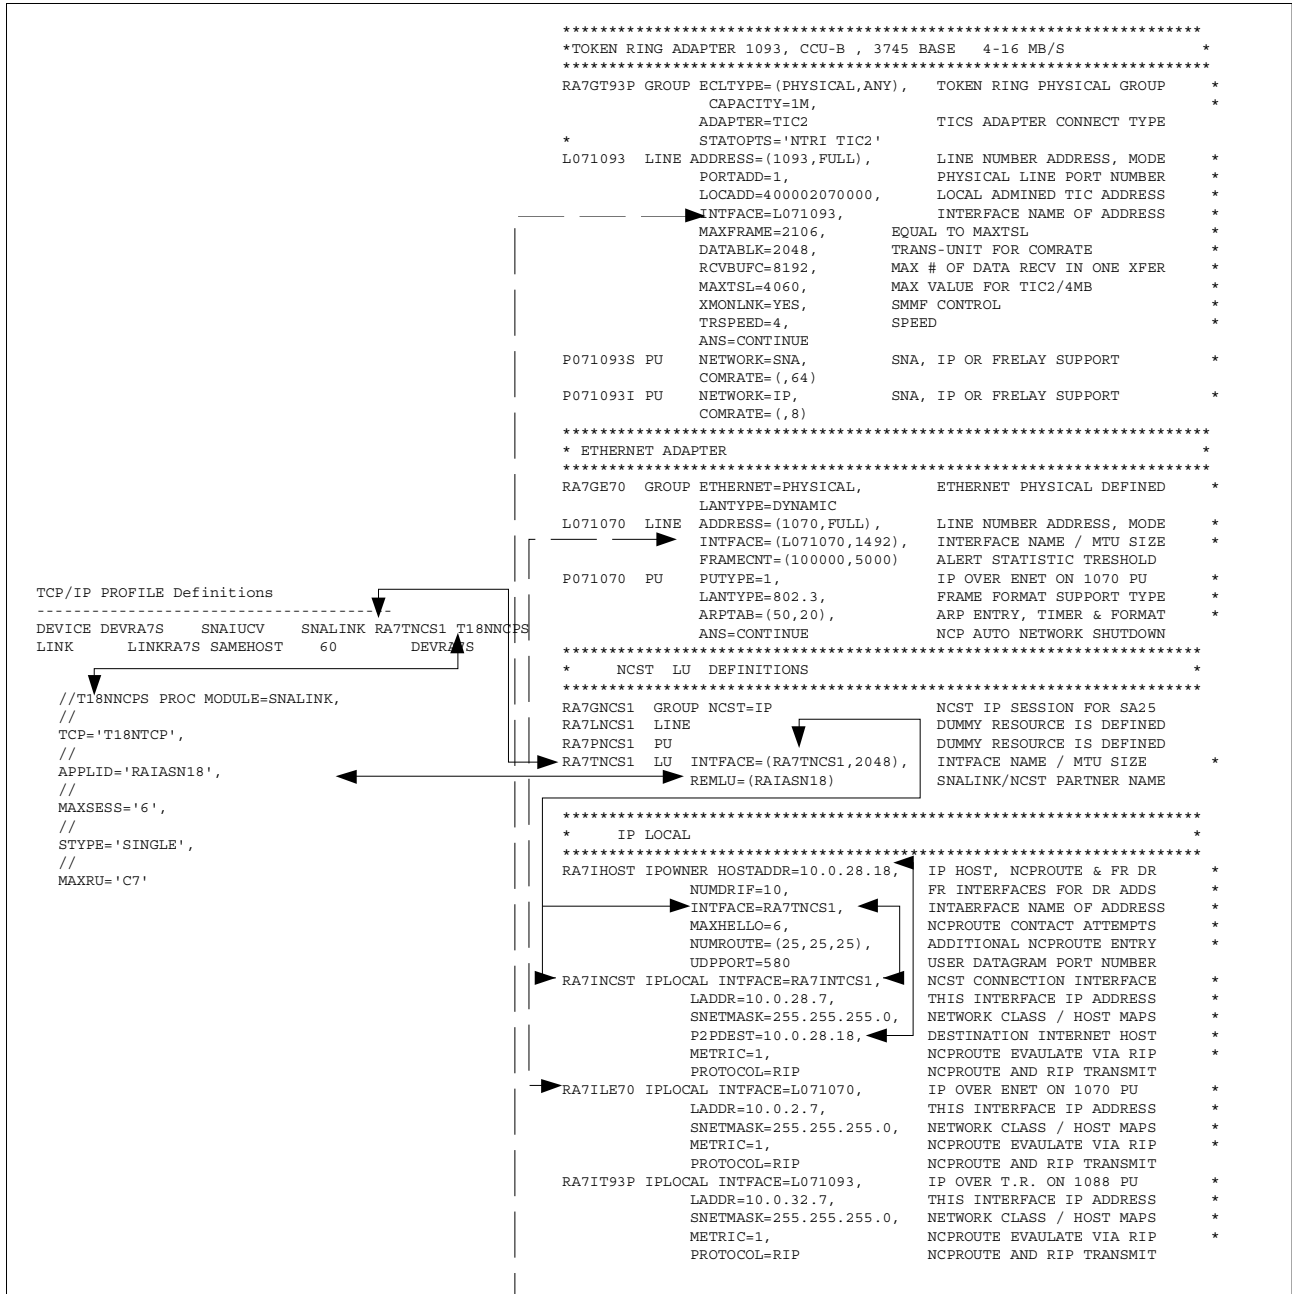 **********************************************************************
*TOKEN RING ADAPTER 1093, CCU-B , 3745 BASE   4-16 MB/S               *
***********************************************************************
RA7GT93P GROUP ECLTYPE=(PHYSICAL,ANY),   TOKEN RING PHYSICAL GROUP     *
CAPACITY=1M,                             *
ADAPTER=TIC2             TICS ADAPTER CONNECT TYPE
*              STATOPTS='NTRI TIC2'
L071093  LINE ADDRESS=(1093,FULL),       LINE NUMBER ADDRESS, MODE     *
PORTADD=1,               PHYSICAL LINE PORT NUMBER     *
LOCADD=400002070000,     LOCAL ADMINED TIC ADDRESS     *
INTFACE=L071093,         INTERFACE NAME OF ADDRESS     *
MAXFRAME=2106,      EQUAL TO MAXTSL                    *
DATABLK=2048,       TRANS-UNIT FOR COMRATE             *
RCVBUFC=8192,       MAX # OF DATA RECV IN ONE XFER     *
MAXTSL=4060,        MAX VALUE FOR TIC2/4MB             *
XMONLNK=YES,        SMMF CONTROL                       *
TRSPEED=4,          SPEED                              *
ANS=CONTINUE
P071093S PU    NETWORK=SNA,        SNA, IP OR FRELAY SUPPORT          *
COMRATE=(,64)
P071093I PU    NETWORK=IP,         SNA, IP OR FRELAY SUPPORT          *
COMRATE=(,8)
***********************************************************************
* ETHERNET ADAPTER                                                    *
***********************************************************************
RA7GE70  GROUP ETHERNET=PHYSICAL,        ETHERNET PHYSICAL DEFINED     *
LANTYPE=DYNAMIC
L071070  LINE  ADDRESS=(1070,FULL),      LINE NUMBER ADDRESS, MODE     *
INTFACE=(L071070,1492),  INTERFACE NAME / MTU SIZE     *
FRAMECNT=(100000,5000)   ALERT STATISTIC TRESHOLD
P071070  PU    PUTYPE=1,                 IP OVER ENET ON 1070 PU       *
LANTYPE=802.3,           FRAME FORMAT SUPPORT TYPE     *
ARPTAB=(50,20),          ARP ENTRY, TIMER & FORMAT     *
ANS=CONTINUE             NCP AUTO NETWORK SHUTDOWN
TCP/IP PROFILE Definitions
---------------------------------------
DEVICE DEVRA7S    SNAIUCV    SNALINK RA7TNCS1 T18NNCPS
LINK       LINKRA7S SAMEHOST    60        DEVRA7S
//T18NNCPS PROC MODULE=SNALINK,
//
TCP='T18NTCP',
//
APPLID='RAIASN18',
//
MAXSESS='6',
//
STYPE='SINGLE',
//
MAXRU='C7'
**********************************************************************
*     NCST  LU  DEFINITIONS                                          *
**********************************************************************
RA7GNCS1  GROUP NCST=IP                  NCST IP SESSION FOR SA25
RA7LNCS1  LINE                           DUMMY RESOURCE IS DEFINED
RA7PNCS1  PU                             DUMMY RESOURCE IS DEFINED
RA7TNCS1  LU  INTFACE=(RA7TNCS1,2048),   INTFACE NAME / MTU SIZE       *
REMLU=(RAIASN18)           SNALINK/NCST PARTNER NAME
**********************************************************************
*     IP LOCAL                                                       *
**********************************************************************
RA7IHOST IPOWNER HOSTADDR=10.0.28.18,   IP HOST, NCPROUTE & FR DR      *
NUMDRIF=10,               FR INTERFACES FOR DR ADDS      *
INTFACE=RA7TNCS1,         INTAERFACE NAME OF ADDRESS     *
MAXHELLO=6,               NCPROUTE CONTACT ATTEMPTS      *
NUMROUTE=(25,25,25),      ADDITIONAL NCPROUTE ENTRY      *
UDPPORT=580               USER DATAGRAM PORT NUMBER
RA7INCST IPLOCAL INTFACE=RA7INTCS1,     NCST CONNECTION INTERFACE      *
LADDR=10.0.28.7,          THIS INTERFACE IP ADDRESS      *
SNETMASK=255.255.255.0,   NETWORK CLASS / HOST MAPS      *
P2PDEST=10.0.28.18,       DESTINATION INTERNET HOST      *
METRIC=1,                 NCPROUTE EVAULATE VIA RIP      *
PROTOCOL=RIP              NCPROUTE AND RIP TRANSMIT
RA7ILE70 IPLOCAL INTFACE=L071070,       IP OVER ENET ON 1070 PU        *
LADDR=10.0.2.7,           THIS INTERFACE IP ADDRESS      *
SNETMASK=255.255.255.0,   NETWORK CLASS / HOST MAPS      *
METRIC=1,                 NCPROUTE EVAULATE VIA RIP      *
PROTOCOL=RIP              NCPROUTE AND RIP TRANSMIT
RA7IT93P IPLOCAL INTFACE=L071093,       IP OVER T.R. ON 1088 PU        *
LADDR=10.0.32.7,          THIS INTERFACE IP ADDRESS      *
SNETMASK=255.255.255.0,   NETWORK CLASS / HOST MAPS      *
METRIC=1,                 NCPROUTE EVAULATE VIA RIP      *
PROTOCOL=RIP              NCPROUTE AND RIP TRANSMIT